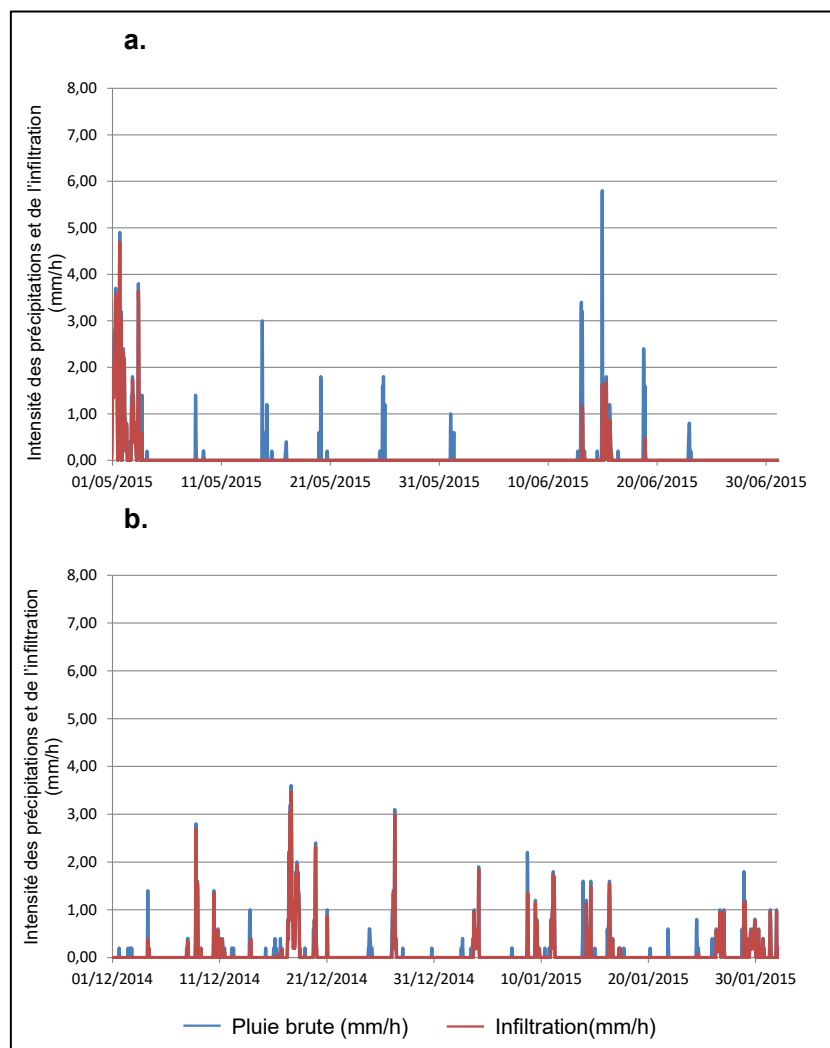 a.
Intensité des précipitations et de l'infiltration
(mm/h)
8,00
7,00
6,00
5,00
4,00
3,00
2,00
1,00
0,00
01/05/2015 11/05/2015 21/05/2015 31/05/2015 10/06/2015 20/06/2015 30/06/2015
b.
Intensité des précipitations et de l'infiltration
(mm/h)
8,00
7,00
6,00
5,00
4,00
3,00
2,00
1,00
0,00
01/12/2014 11/12/2014 21/12/2014 31/12/2014 10/01/2015 20/01/2015 30/01/2015
Pluie brute (mm/h) Infiltration(mm/h)